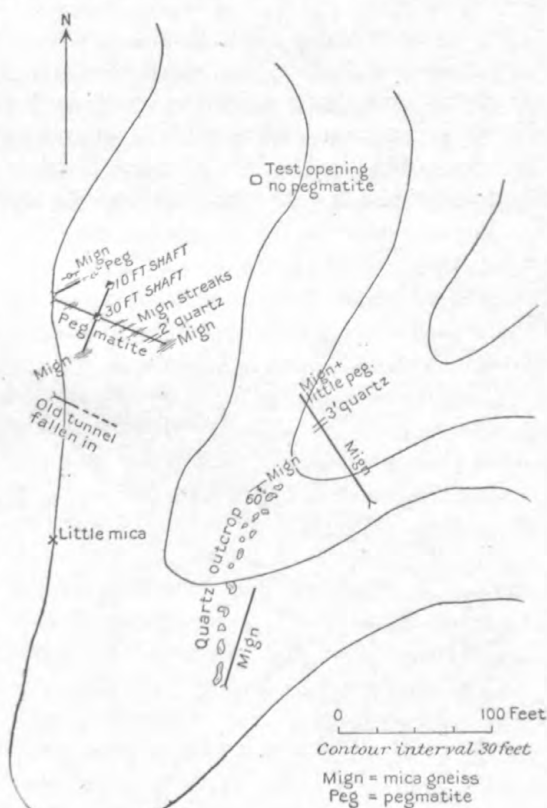 N
Test opening
no pegmatite
Mign
Peg
10 FT SHAFT
30 FT SHAFT
Mign streaks
2' quartz
Mign
Pegmatite
Mign
Old tunnel
fallen in
Mign-
little peg.
3' quartz
Mign
Mign
60
Little mica
Quartz outcrop
Mign
0 100 Feet
Contour interval 30 feet
Mign = mica gneiss
Peg = pegmatite